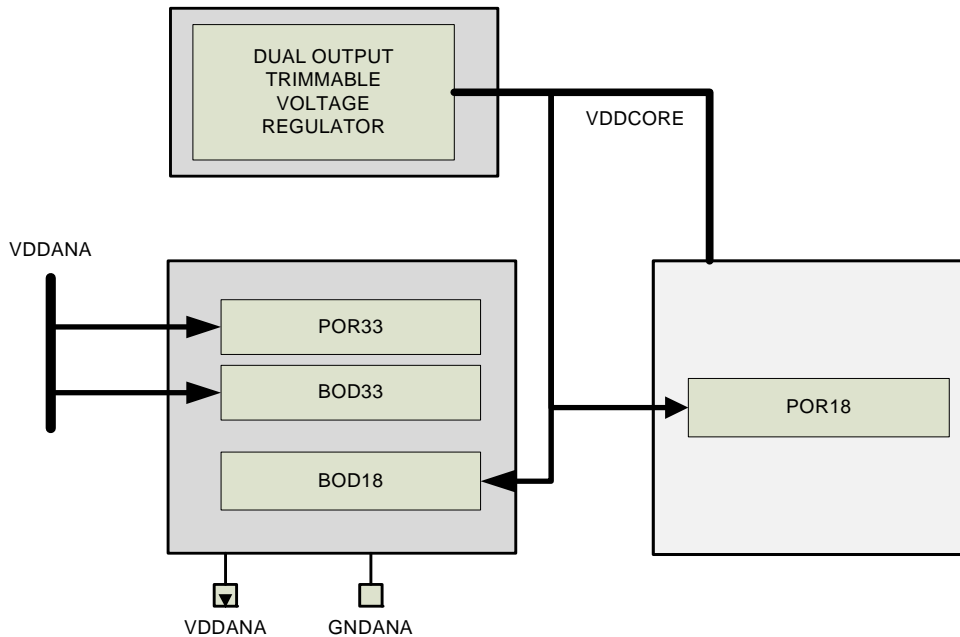 DUAL OUTPUT
TRIMMABLE
VOLTAGE
REGULATOR
VDDCORE
VDDANA
POR33
BOD33
BOD18
POR18
VDDANA
GNDANA